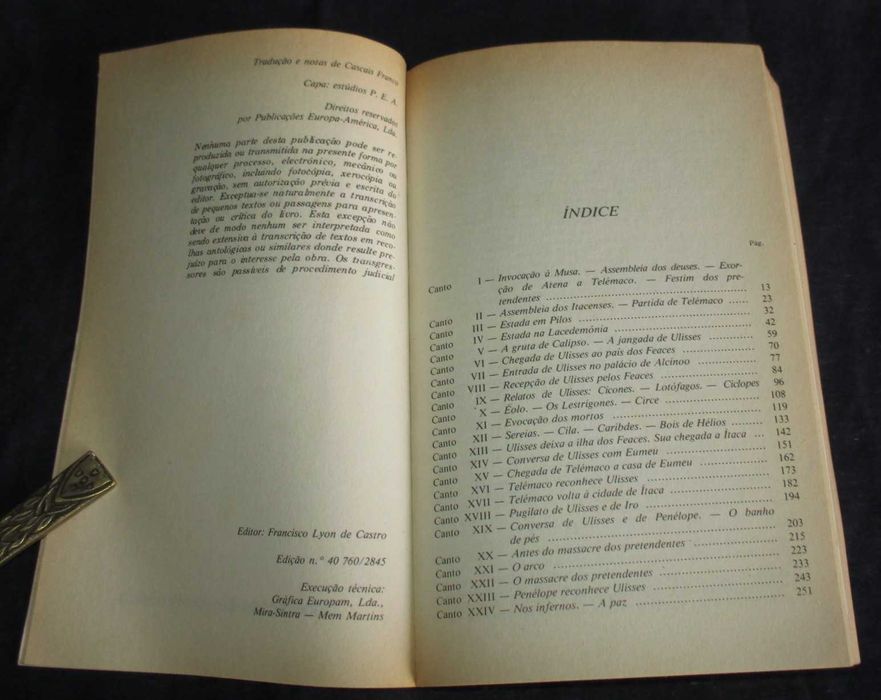 Tradução e notas de Cascais Franco
Capa: estúdios P. E. A.
Direitos reservados
por Publicações Europa-América, Lda.
Nenhuma parte desta publicação pode ser re-
produzida ou transmitida na presente forma por
qualquer processo, electrónico, mecânico ou
fotográfico, incluindo fotocópia, xerocópia ou
gravação, sem autorização prévia e escrita do
editor. Exceptua-se naturalmente a transcrição
de pequenos textos ou passagens para apresen-
tação ou crítica do livro. Esta excepção não
deve de modo nenhum ser interpretada como
sendo extensiva à transcrição de textos em reco-
lhas antológicas ou similares donde resulte pre-
juízo para o interesse pela obra. Os transgres-
sores são passíveis de procedimento judicial
Editor: Francisco Lyon de Castro
Edição n.º 40 760/2845
Execução técnica:
Gráfica Europam, Lda.,
Mira-Sintra — Mem Martins
ÍNDICE
Pág.
Canto I — Invocação à Musa. — Assembleia dos deuses. — Exor-
ção de Atena a Telémaco. — Festim dos pre-
tendentes ........ 13
Canto II — Assembleia dos Itacenses. — Partida de Telémaco ...... 23
Canto III — Estada em Pilos ........ 32
Canto IV — Estada na Lacedemónia ........ 42
Canto V — A gruta de Calipso. — A jangada de Ulisses ........ 59
Canto VI — Chegada de Ulisses ao país dos Feaces ........ 70
Canto VII — Entrada de Ulisses no palácio de Alcínoo ........ 77
Canto VIII — Recepção de Ulisses pelos Feaces ........ 84
Canto IX — Relatos de Ulisses: Cícones. — Lotófagos. — Ciclopes 96
Canto X — Éolo. — Os Lestrígones. — Circe ........ 108
Canto XI — Evocação dos mortos ........ 119
Canto XII — Sereias. — Cila. — Caribdes. — Bois de Hélios ........ 133
Canto XIII — Ulisses deixa a ilha dos Feaces. Sua chegada a Ítaca ... 142
Canto XIV — Conversa de Ulisses com Eumeu ........ 151
Canto XV — Chegada de Telémaco a casa de Eumeu ........ 162
Canto XVI — Telémaco reconhece Ulisses ........ 173
Canto XVII — Telémaco volta à cidade de Ítaca ........ 182
Canto XVIII — Pugilato de Ulisses e de Iro ........ 194
Canto XIX — Conversa de Ulisses e de Penélope. — O banho
de pés ........ 203
Canto XX — Antes do massacre dos pretendentes ........ 215
Canto XXI — O arco ........ 223
Canto XXII — O massacre dos pretendentes ........ 233
Canto XXIII — Penélope reconhece Ulisses ........ 243
Canto XXIV — Nos infernos. — A paz ........ 251